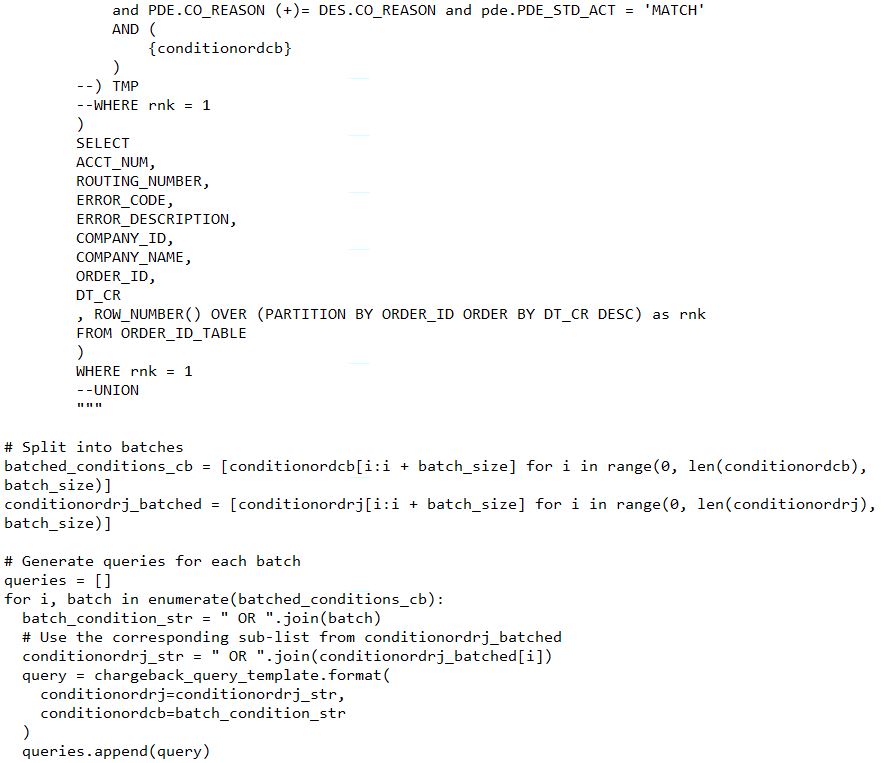 and PDE.CO_REASON (+)= DES.CO_REASON and pde.PDE_STD_ACT = 'MATCH'
AND (
{conditionordcb}
)
--) TMP
--WHERE rnk = 1
)
SELECT
ACCT_NUM,
ROUTING_NUMBER,
ERROR_CODE,
ERROR_DESCRIPTION,
COMPANY_ID,
COMPANY_NAME,
ORDER_ID,
DT_CR
, ROW_NUMBER() OVER (PARTITION BY ORDER_ID ORDER BY DT_CR DESC) as rnk
FROM ORDER_ID_TABLE
)
WHERE rnk = 1
--UNION
"""
# Split into batches
batched_conditions_cb = [conditionordcb[i:i + batch_size] for i in range(0, len(conditionordcb),
batch_size)]
conditionordrj_batched = [conditionordrj[i:i + batch_size] for i in range(0, len(conditionordrj),
batch_size)]
# Generate queries for each batch
queries = []
for i, batch in enumerate(batched_conditions_cb):
batch_condition_str = " OR ".join(batch)
# Use the corresponding sub-list from conditionordrj_batched
conditionordrj_str = " OR ".join(conditionordrj_batched[i])
query = chargeback_query_template.format(
conditionordrj=conditionordrj_str,
conditionordcb=batch_condition_str
)
queries.append(query)